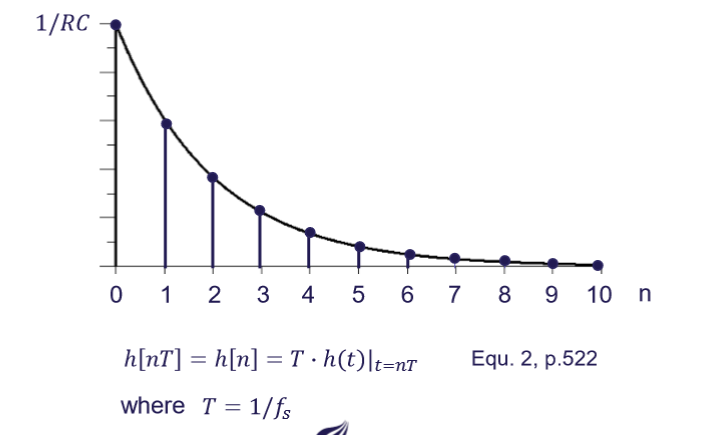 1/RC
0 1 2 3 4 5 6 7 8 9 10 n
h[nT] = h[n] = T · h(t)|t=nT Equ. 2, p.522
where T = 1/fs